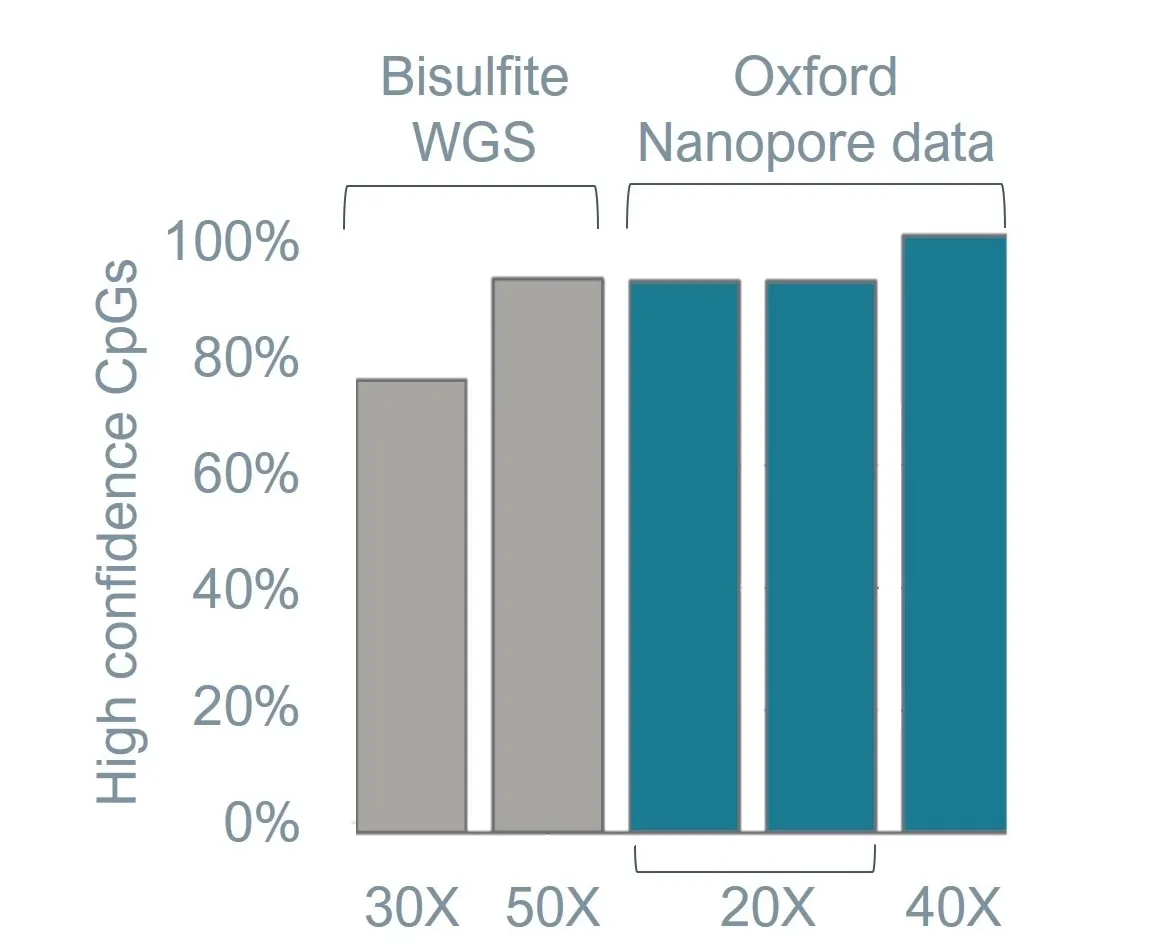 Bisulfite
WGS
Oxford
Nanopore data
High confidence CpGs
100%
80%
60%
40%
20%
0%
30X
50X
20X
40X